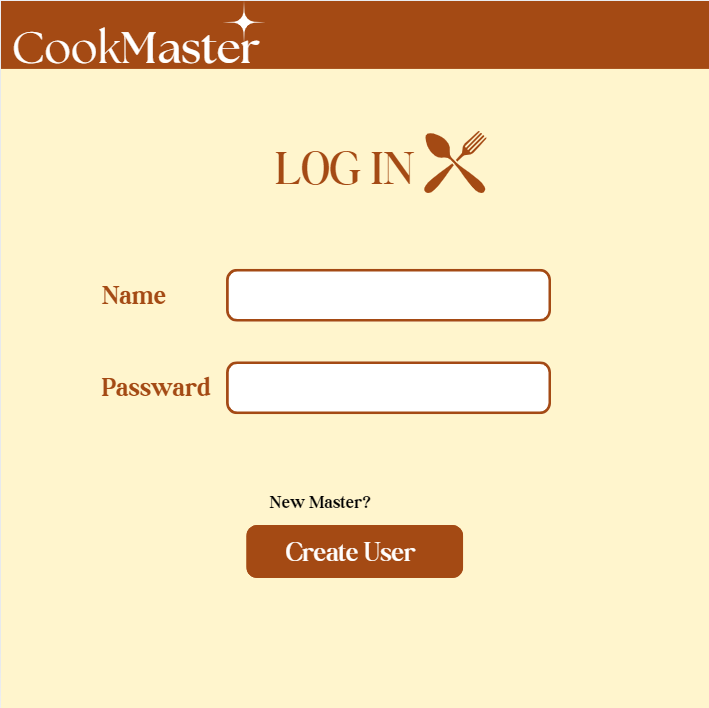 CookMaster
LOG IN
Name
Passward
New Master?
Create User